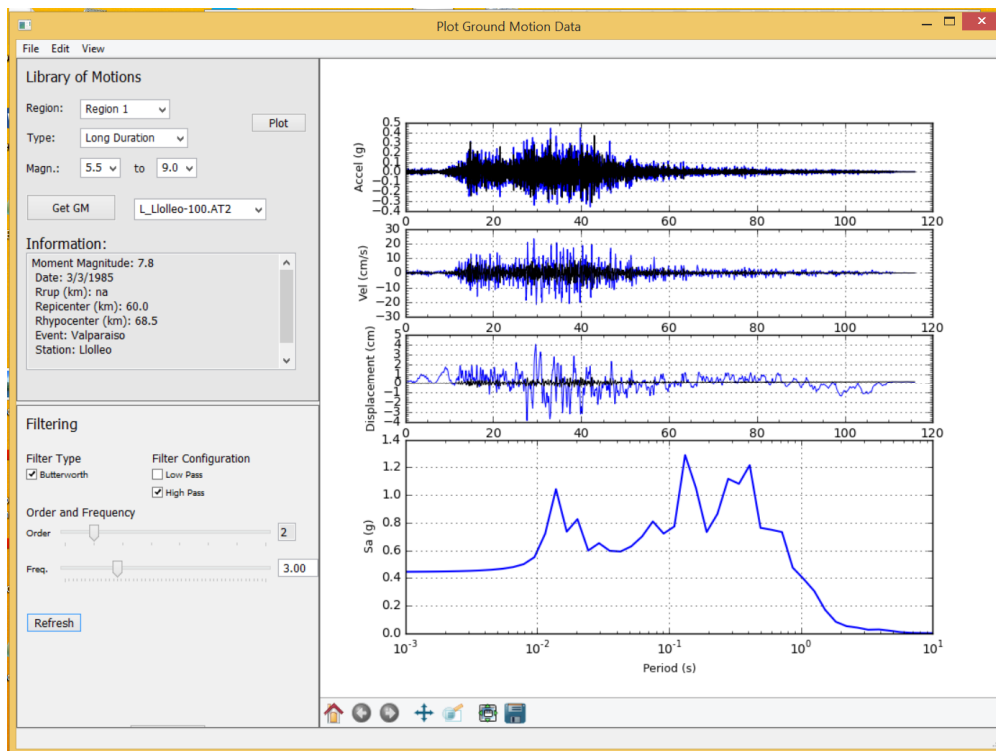 Plot Ground Motion Data
File Edit View
Library of Motions
Region: Region 1
Plot
Type: Long Duration
Magn.: 5.5 to 9.0
Get GM L_Llolleo-100.AT2
Information:
Moment Magnitude: 7.8
Date: 3/3/1985
Rrup (km): na
Repicenter (km): 60.0
Rhypocenter (km): 68.5
Event: Valparaiso
Station: Llolleo
Filtering
Filter Type Filter Configuration
Butterworth Low Pass
High Pass
Order and Frequency
Order 2
Freq. 3.00
Refresh
Accel (g)
0.5
0.4
0.3
0.2
0.1
0.0
−0.1
−0.2
−0.3
−0.4
0 20 40 60 80 100 120
Vel (cm/s)
30
20
10
0
−10
−20
−30
0 20 40 60 80 100 120
Displacement (cm)
5
4
3
2
1
0
−1
−2
−3
−4
0 20 40 60 80 100 120
Sa (g)
1.4
1.2
1.0
0.8
0.6
0.4
0.2
0.0
10⁻³ 10⁻² 10⁻¹ 10⁰ 10¹
Period (s)